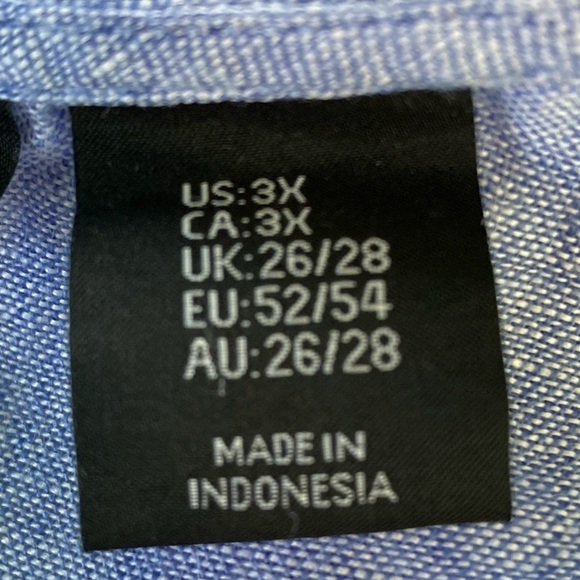 US:3X
CA:3X
UK:26/28
EU:52/54
AU:26/28
MADE IN
INDONESIA